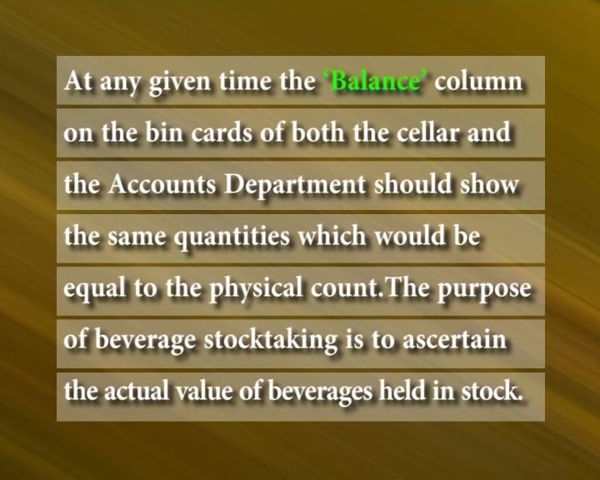 At any given time the ‘Balance’ column
on the bin cards of both the cellar and
the Accounts Department should show
the same quantities which would be
equal to the physical count.The purpose
of beverage stocktaking is to ascertain
the actual value of beverages held in stock.